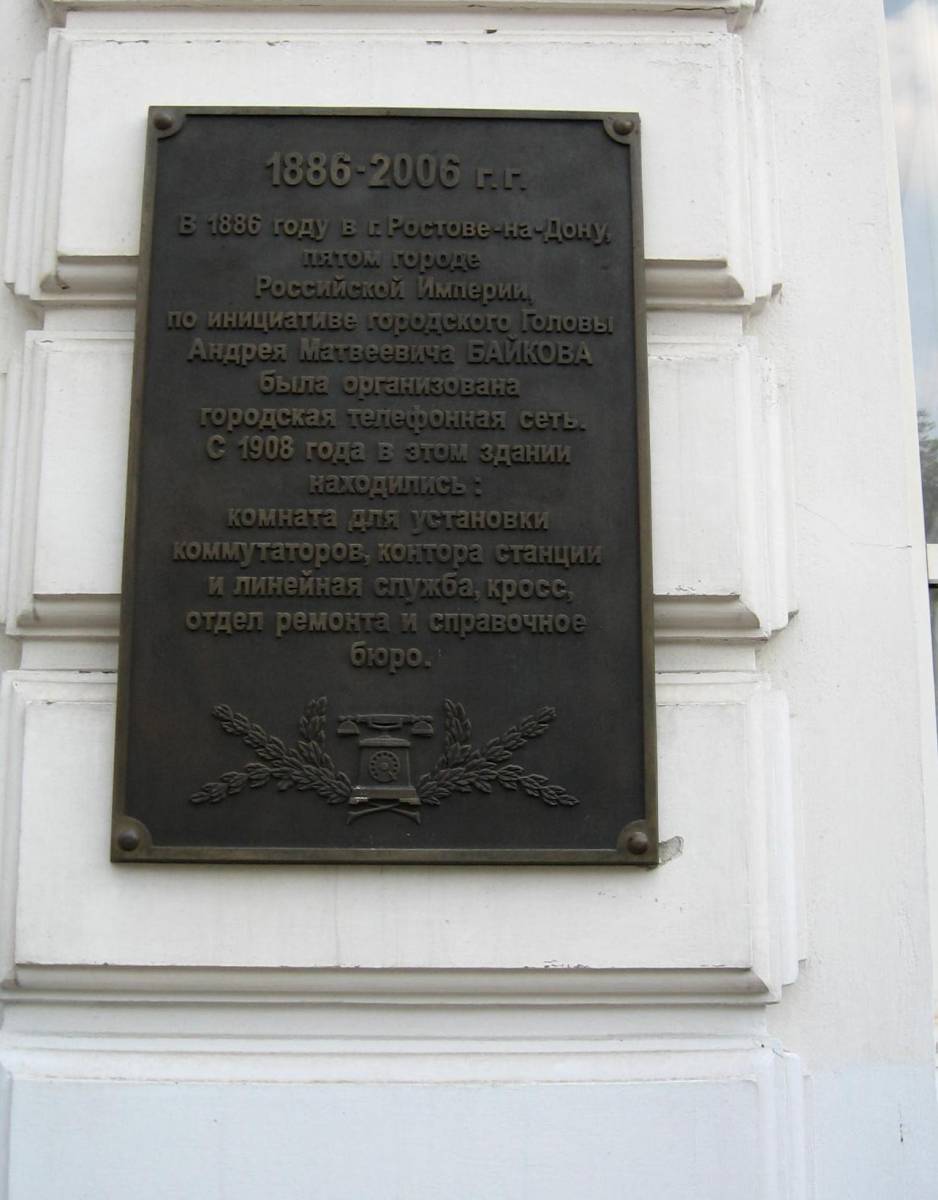 1886-2006 г.г.
В 1886 году в г. Ростове-на-Дону,
пятом городе
Российской Империи,
по инициативе городского Головы
Андрея Матвеевича БАЙКОВА
была организована
городская телефонная сеть.
С 1908 года в этом здании
находились:
комната для установки
коммутаторов, контора станции
и линейная служба, кросс,
отдел ремонта и справочное
бюро.